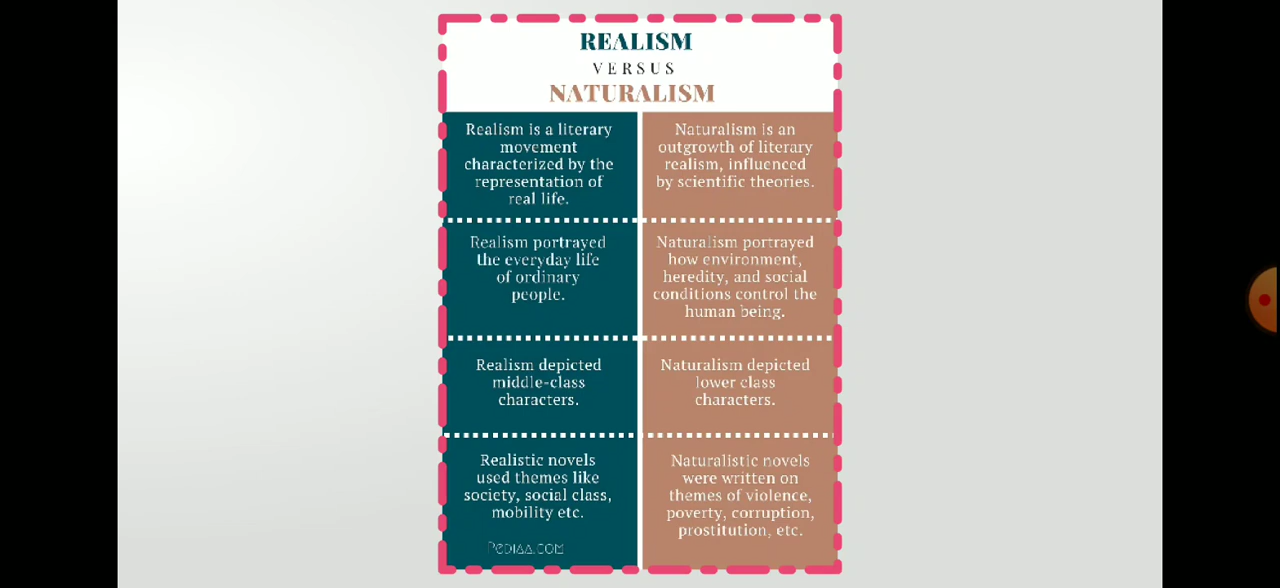 REALISM
VERSUS
NATURALISM
Realism is a literary
movement
characterized by the
representation of
real life.
Naturalism is an
outgrowth of literary
realism, influenced
by scientific theories.
Realism portrayed
the everyday life
of ordinary
people.
Naturalism portrayed
how environment,
heredity, and social
conditions control the
human being.
Realism depicted
middle-class
characters.
Naturalism depicted
lower class
characters.
Realistic novels
used themes like
society, social class,
mobility etc.
Naturalistic novels
were written on
themes of violence,
poverty, corruption,
prostitution, etc.
Pediaa.com